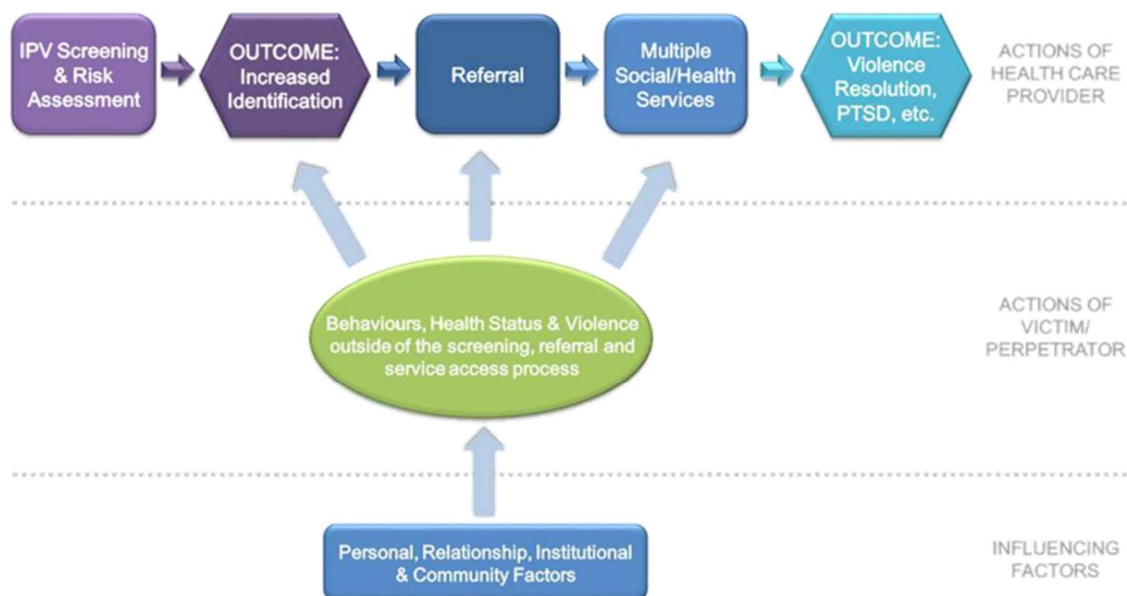 IPV Screening
& Risk
Assessment
OUTCOME:
Increased
Identification
Referral
Multiple
Social/Health
Services
OUTCOME:
Violence
Resolution,
PTSD, etc.
ACTIONS OF
HEALTH CARE
PROVIDER
Behaviours, Health Status & Violence
outside of the screening, referral and
service access process
ACTIONS OF
VICTIM/
PERPETRATOR
Personal, Relationship, Institutional
& Community Factors
INFLUENCING
FACTORS